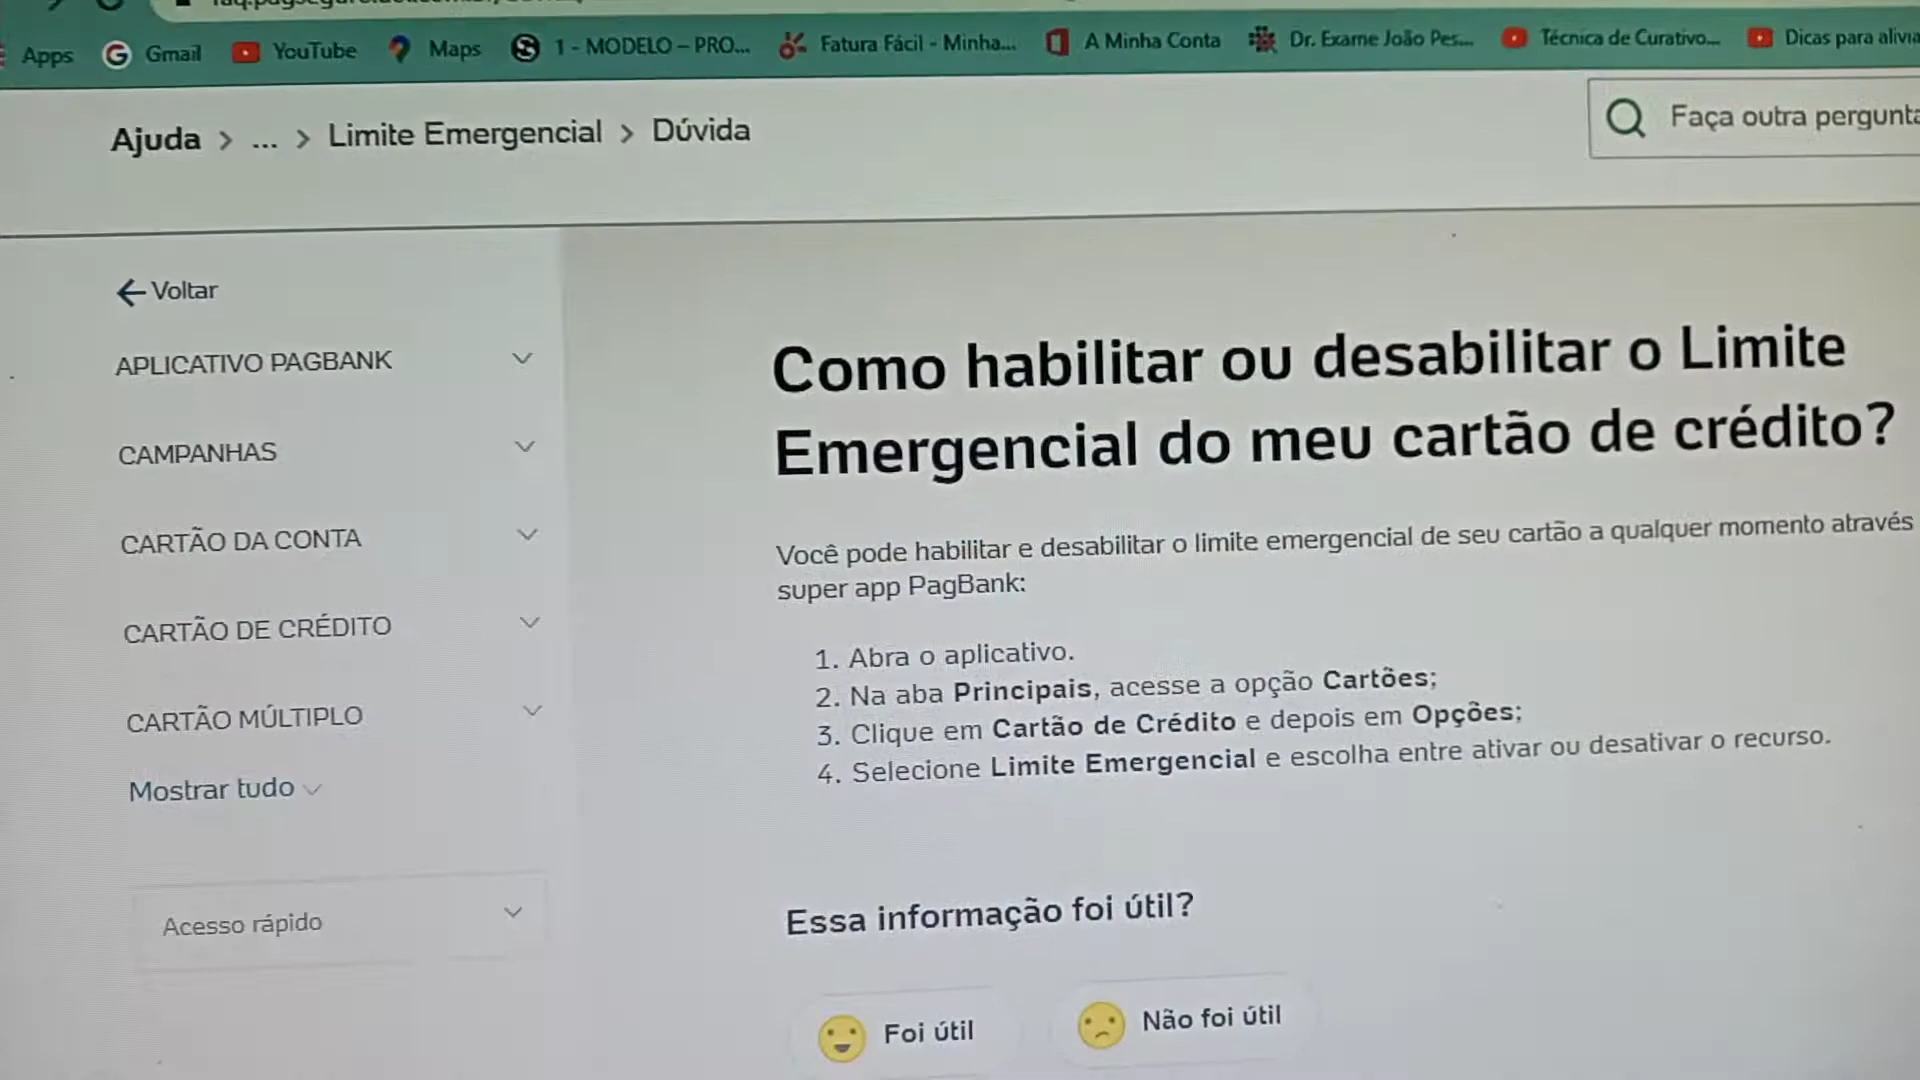 Apps Gmail YouTube Maps 1 - MODELO – PRO... Fatura Fácil - Minha... A Minha Conta Dr. Exame João Pes... Técnica de Curativo... Dicas para alivia
Ajuda > ... > Limite Emergencial > Dúvida
Faça outra pergunta
Voltar
APLICATIVO PAGBANK
CAMPANHAS
CARTÃO DA CONTA
CARTÃO DE CRÉDITO
CARTÃO MÚLTIPLO
Mostrar tudo
Acesso rápido
Como habilitar ou desabilitar o Limite
Emergencial do meu cartão de crédito?
Você pode habilitar e desabilitar o limite emergencial de seu cartão a qualquer momento através
super app PagBank:
1. Abra o aplicativo.
2. Na aba Principais, acesse a opção Cartões;
3. Clique em Cartão de Crédito e depois em Opções;
4. Selecione Limite Emergencial e escolha entre ativar ou desativar o recurso.
Essa informação foi útil?
Foi útil
Não foi útil